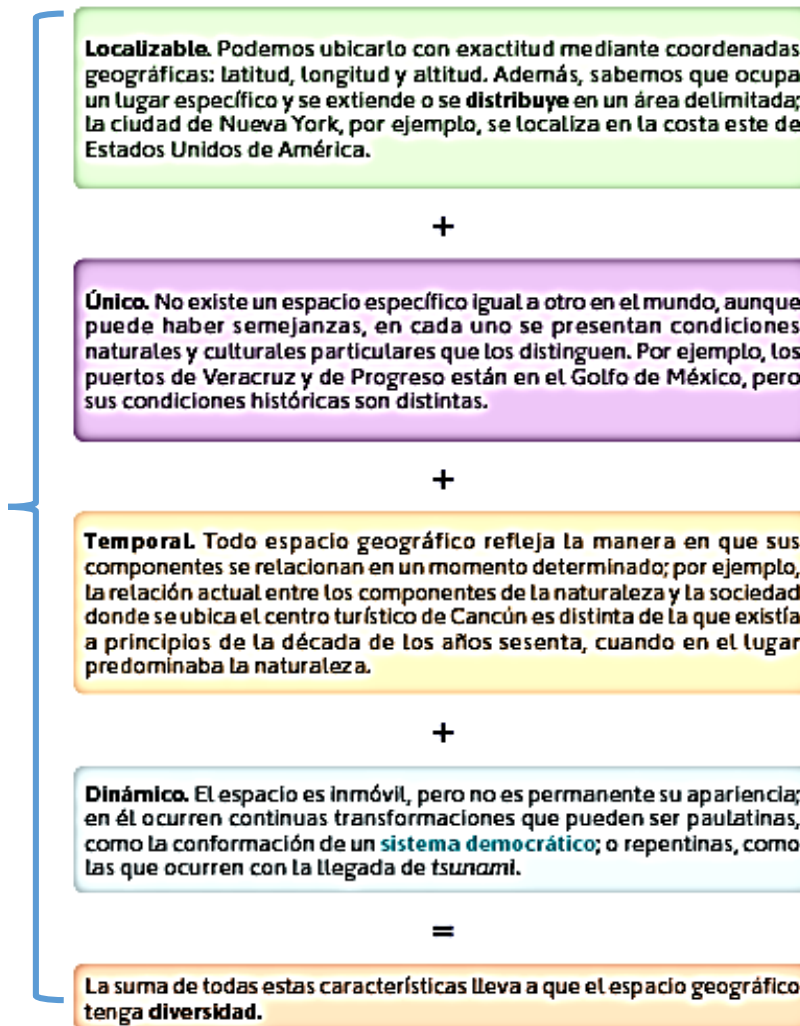 Localizable. Podemos ubicarlo con exactitud mediante coordenadas
geográficas: latitud, longitud y altitud. Además, sabemos que ocupa
un lugar específico y se extiende o se distribuye en un área delimitada;
la ciudad de Nueva York, por ejemplo, se localiza en la costa este de
Estados Unidos de América.
+
Único. No existe un espacio específico igual a otro en el mundo, aunque
puede haber semejanzas, en cada uno se presentan condiciones
naturales y culturales particulares que los distinguen. Por ejemplo, los
puertos de Veracruz y de Progreso están en el Golfo de México, pero
sus condiciones históricas son distintas.
+
Temporal. Todo espacio geográfico refleja la manera en que sus
componentes se relacionan en un momento determinado; por ejemplo,
la relación actual entre los componentes de la naturaleza y la sociedad
donde se ubica el centro turístico de Cancún es distinta de la que existía
a principios de la década de los años sesenta, cuando en el lugar
predominaba la naturaleza.
+
Dinámico. El espacio es inmóvil, pero no es permanente su apariencia;
en él ocurren continuas transformaciones que pueden ser paulatinas,
como la conformación de un sistema democrático; o repentinas, como
las que ocurren con la llegada de tsunami.
=
La suma de todas estas características lleva a que el espacio geográfico
tenga diversidad.